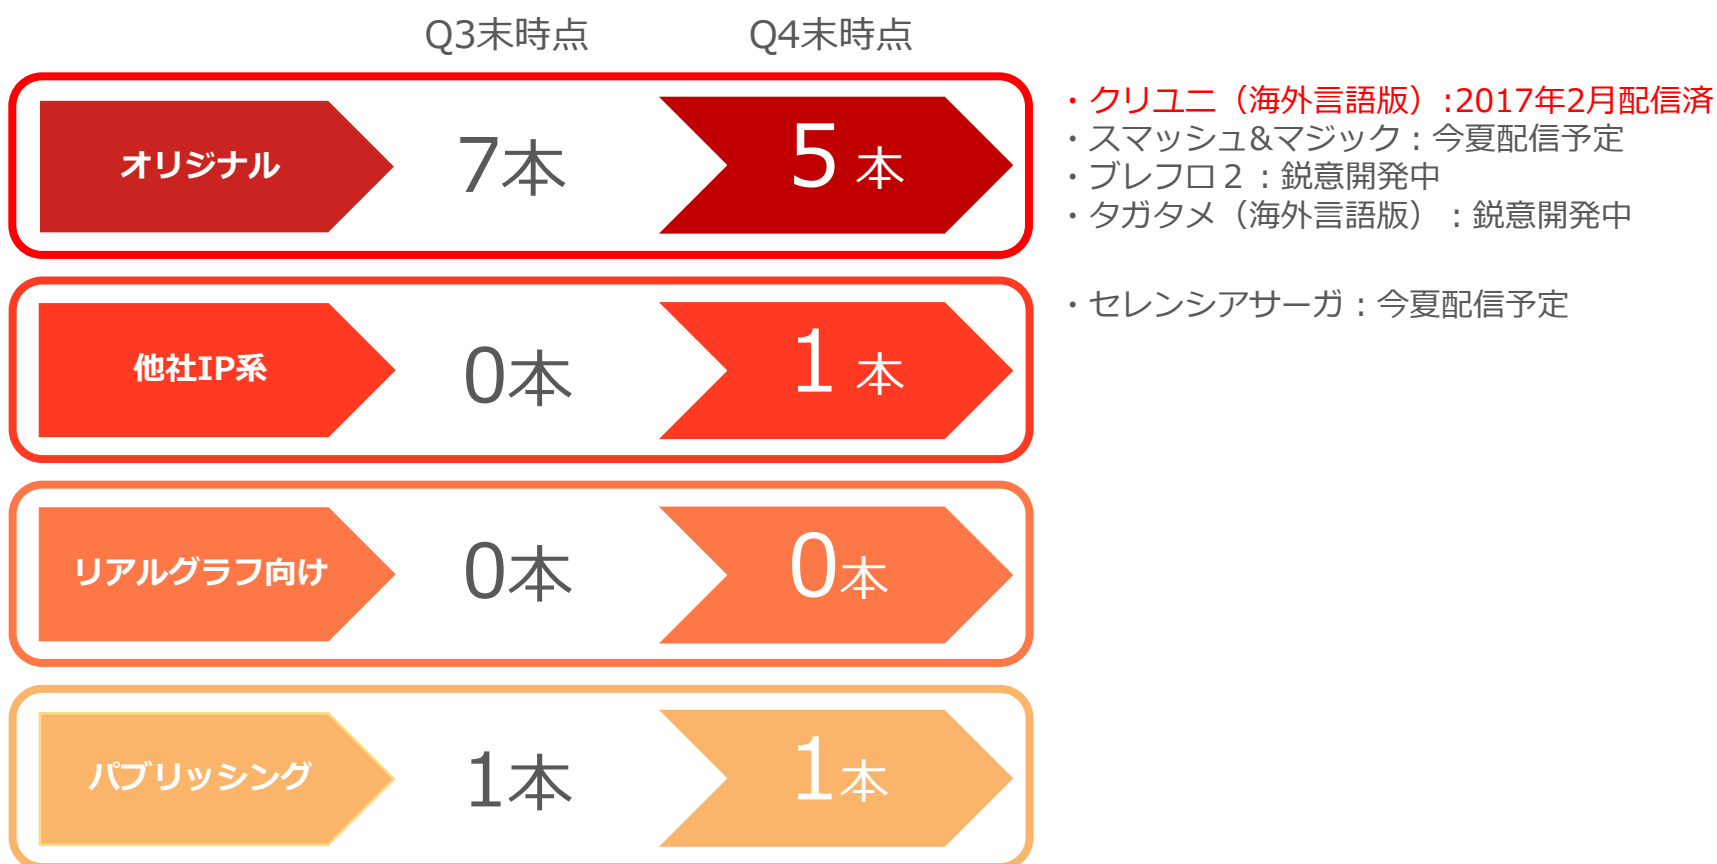 Q3末時点 Q4末時点
オリジナル 7本 5本
・クリユニ（海外言語版）:2017年2月配信済
・スマッシュ&マジック：今夏配信予定
・ブレフロ２：鋭意開発中
・タガタメ（海外言語版）：鋭意開発中
他社IP系 0本 1本
・セレンシアサーガ：今夏配信予定
リアルグラフ向け 0本 0本
パブリッシング 1本 1本